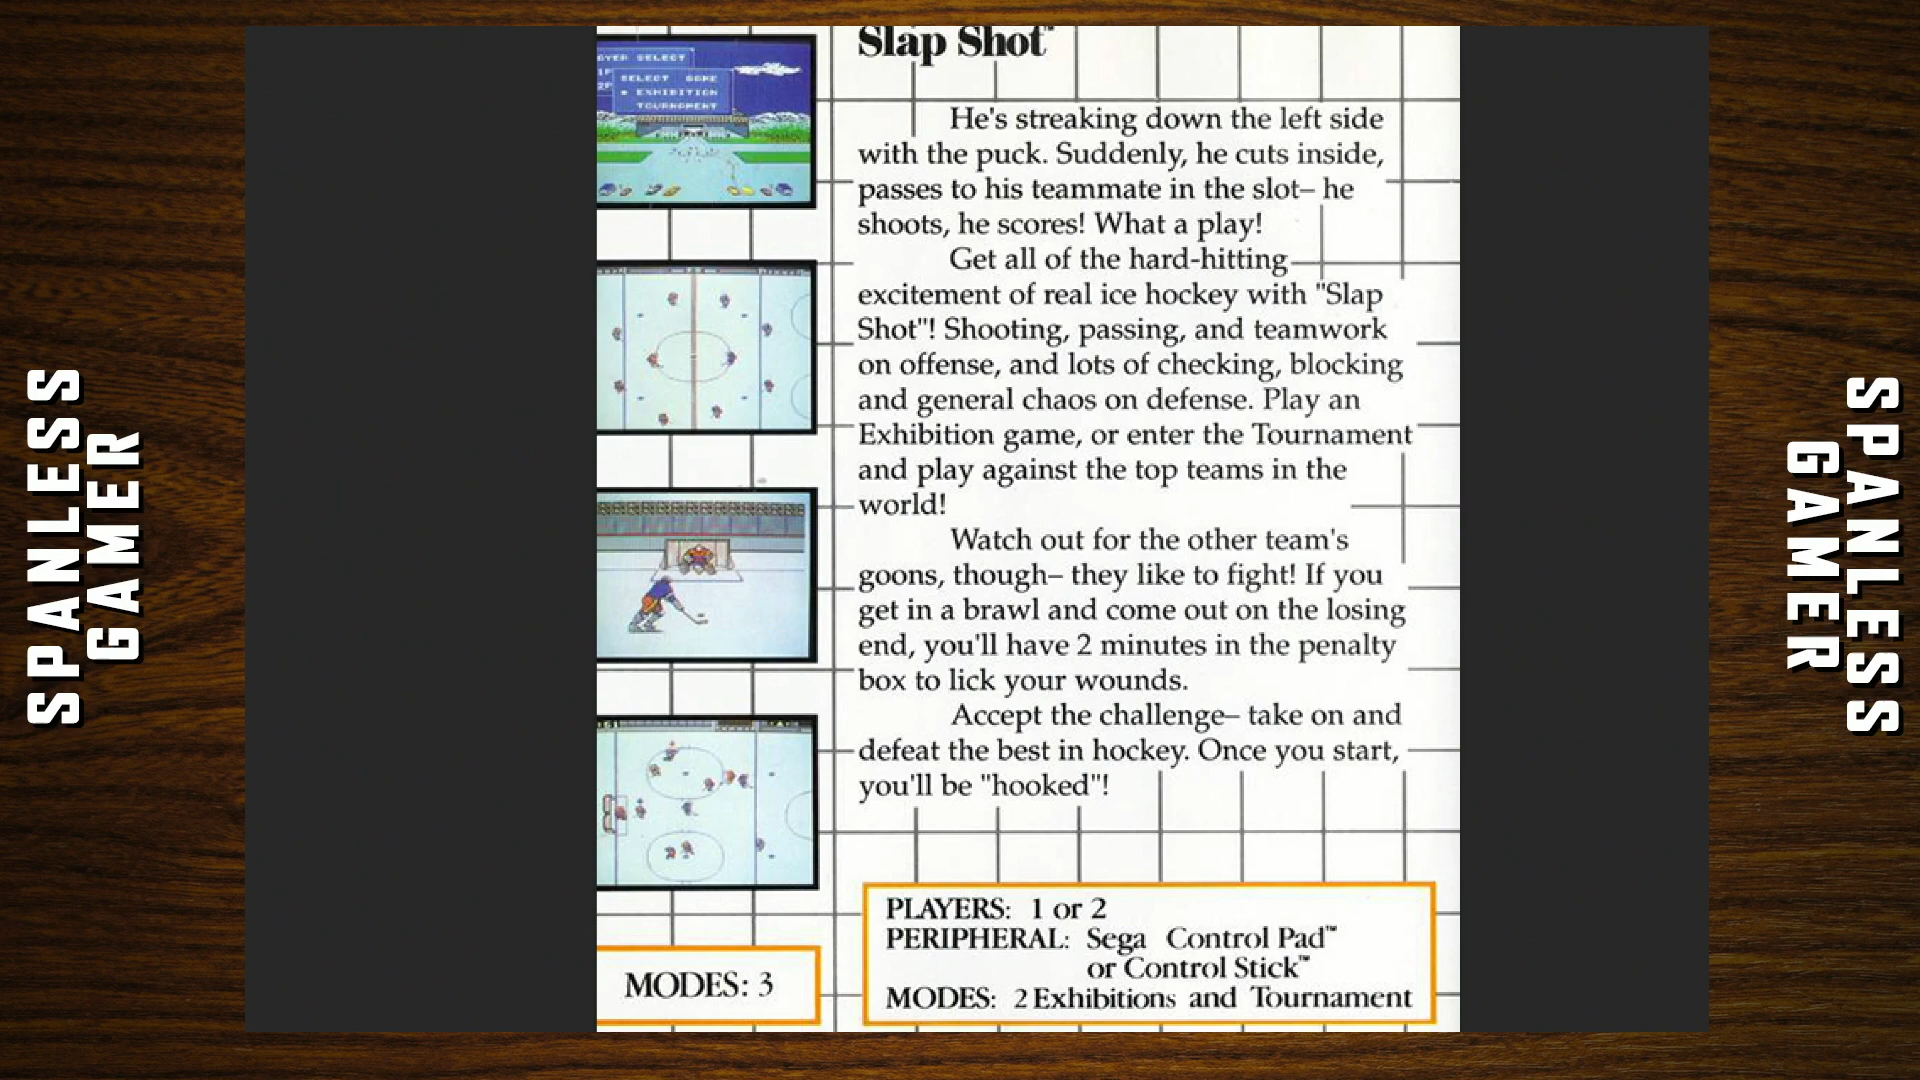 SPANLESS
GAMER
YER SELECT
SELECT GAME
EXHIBITION
TOURNAMENT
MODES: 3
Slap Shot™
He's streaking down the left side
with the puck. Suddenly, he cuts inside,
passes to his teammate in the slot– he
shoots, he scores! What a play!
Get all of the hard-hitting
excitement of real ice hockey with "Slap
Shot"! Shooting, passing, and teamwork
on offense, and lots of checking, blocking
and general chaos on defense. Play an
Exhibition game, or enter the Tournament
and play against the top teams in the
world!
Watch out for the other team's
goons, though– they like to fight! If you
get in a brawl and come out on the losing
end, you'll have 2 minutes in the penalty
box to lick your wounds.
Accept the challenge– take on and
defeat the best in hockey. Once you start,
you'll be "hooked"!
PLAYERS: 1 or 2
PERIPHERAL: Sega Control Pad™
or Control Stick™
MODES: 2 Exhibitions and Tournament
SPANLESS
GAMER